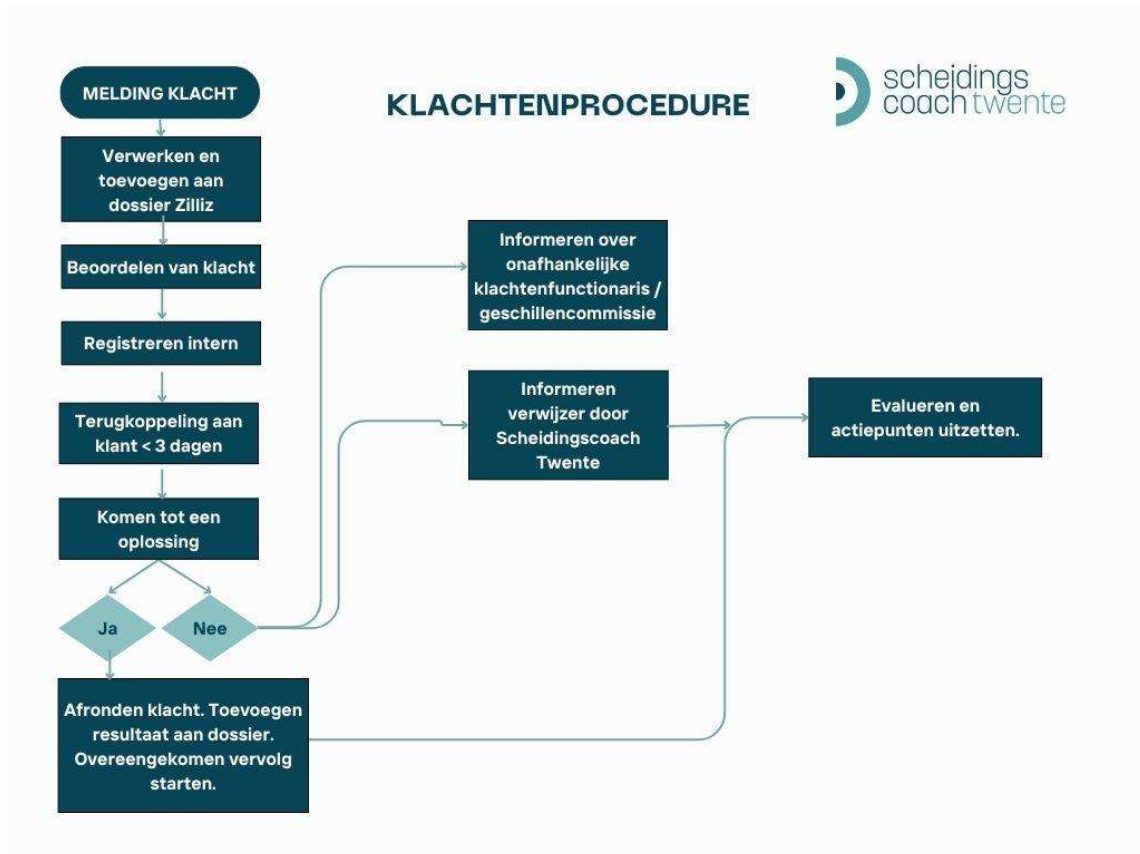 MELDING KLACHT
KLACHTENPROCEDURE
scheidings
coach twente
Verwerken en
toevoegen aan
dossier Zilliz
Beoordelen van klacht
Registreren intern
Terugkoppeling aan
klant < 3 dagen
Komen tot een
oplossing
Ja
Nee
Afronden klacht. Toevoegen
resultaat aan dossier.
Overeengekomen vervolg
starten.
Informeren over
onafhankelijke
klachtenfunctionaris /
geschillencommissie
Informeren
verwijzer door
Scheidingscoach
Twente
Evalueren en
actiepunten uitzetten.